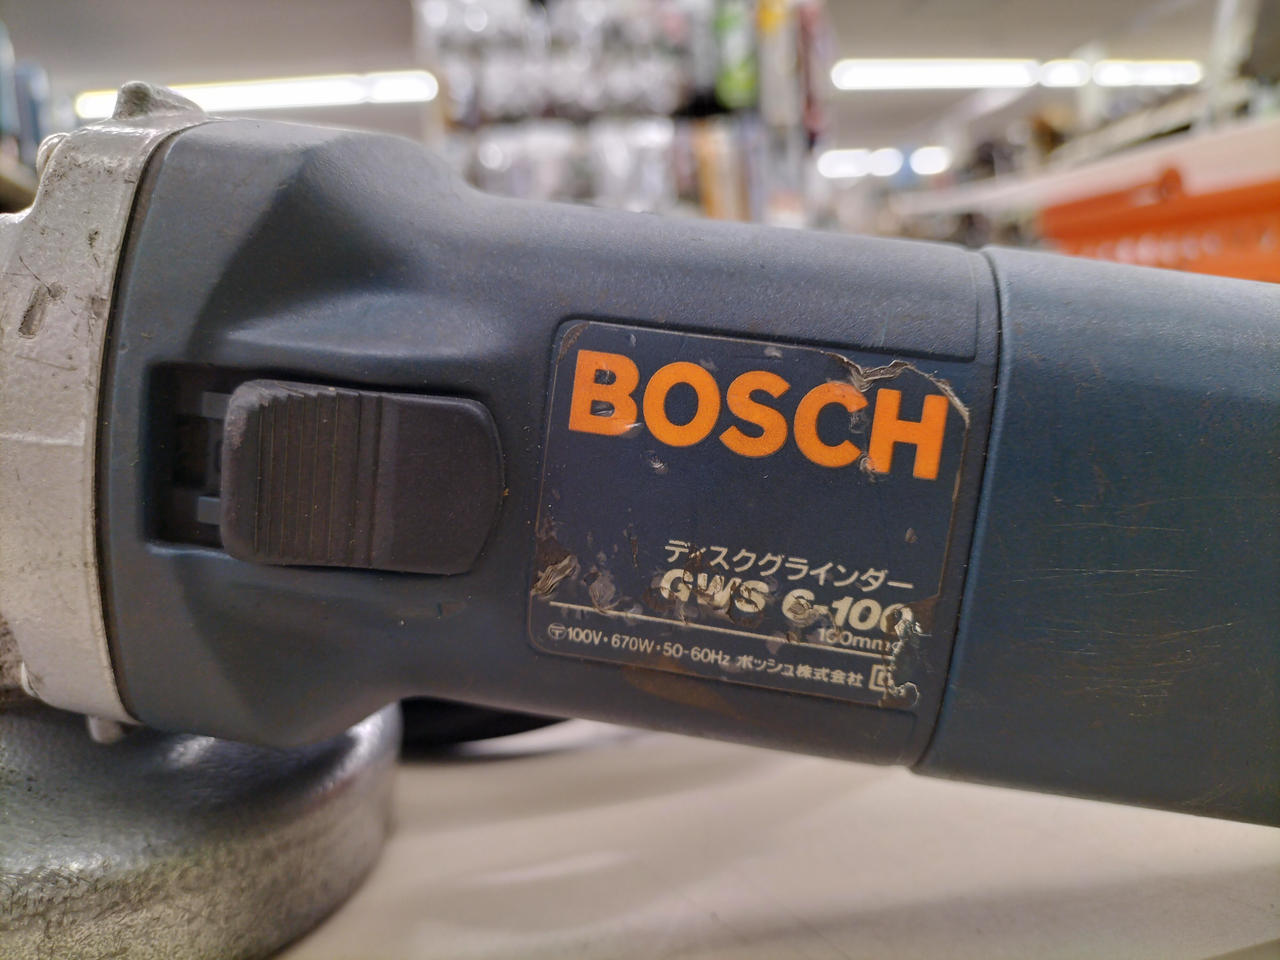 BOSCH
ディスクグラインダー
GWS 6-100
100mm
〒100V・670W・50-60Hz ボッシュ株式会社